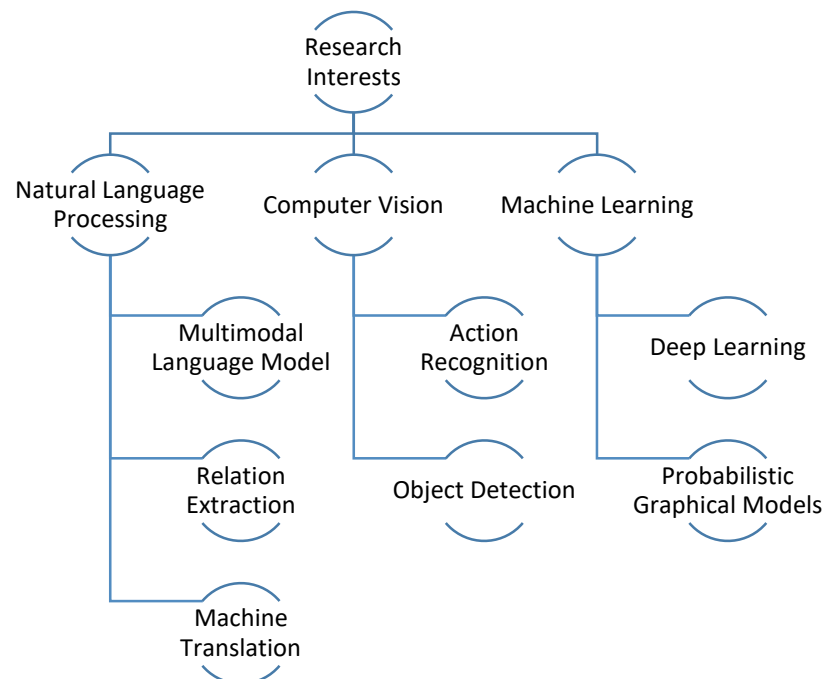 Research
Interests
Natural Language
Processing
Computer Vision
Machine Learning
Multimodal
Language Model
Action
Recognition
Deep Learning
Relation
Extraction
Object Detection
Probabilistic
Graphical Models
Machine
Translation